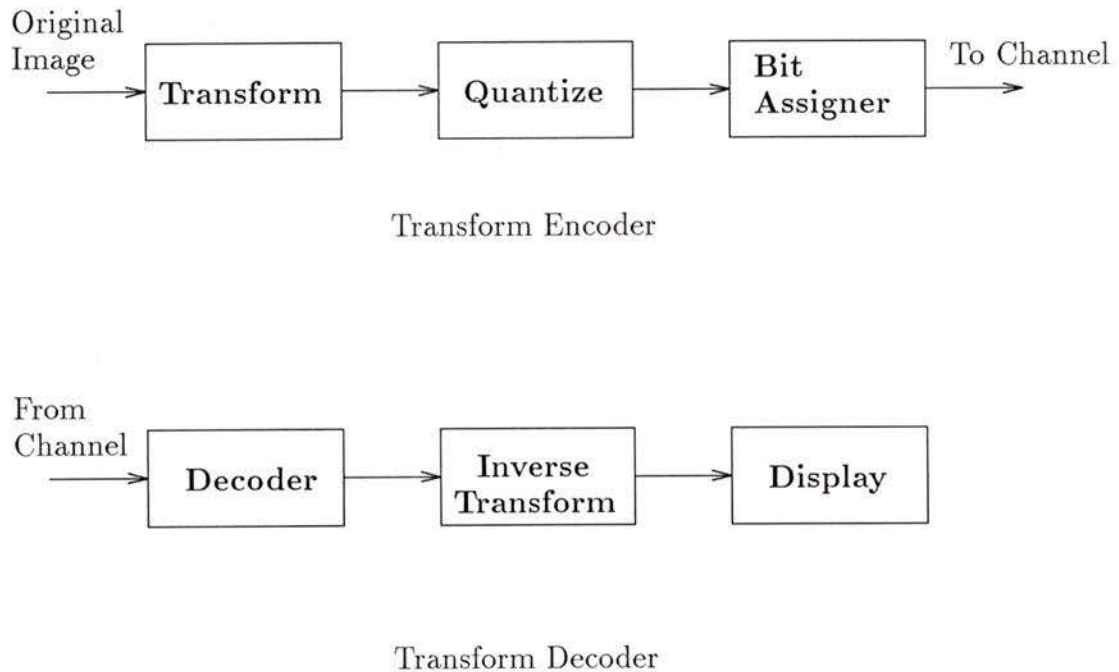 Original
Image
Transform
Quantize
Bit
Assigner
To Channel
Transform Encoder
From
Channel
Decoder
Inverse
Transform
Display
Transform Decoder